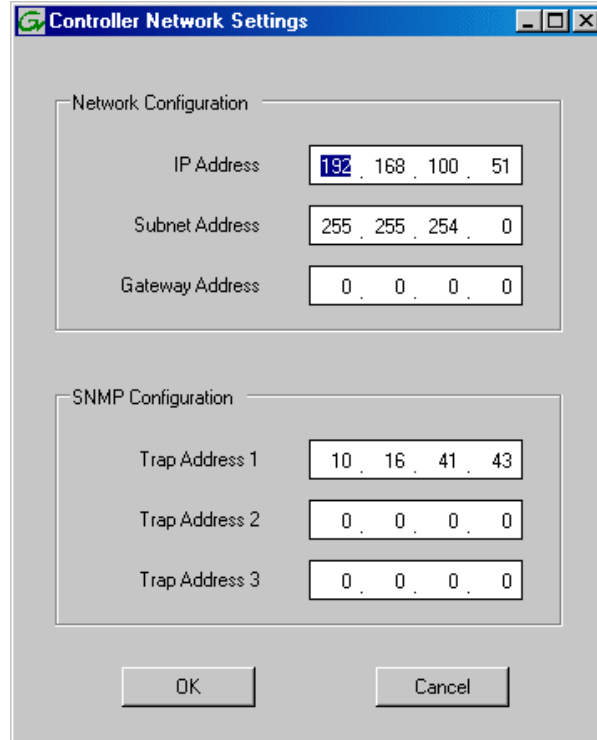 Controller Network Settings
Network Configuration
IP Address 192 . 168 . 100 . 51
Subnet Address 255 . 255 . 254 . 0
Gateway Address 0 . 0 . 0 . 0
SNMP Configuration
Trap Address 1 10 . 16 . 41 . 43
Trap Address 2 0 . 0 . 0 . 0
Trap Address 3 0 . 0 . 0 . 0
OK Cancel